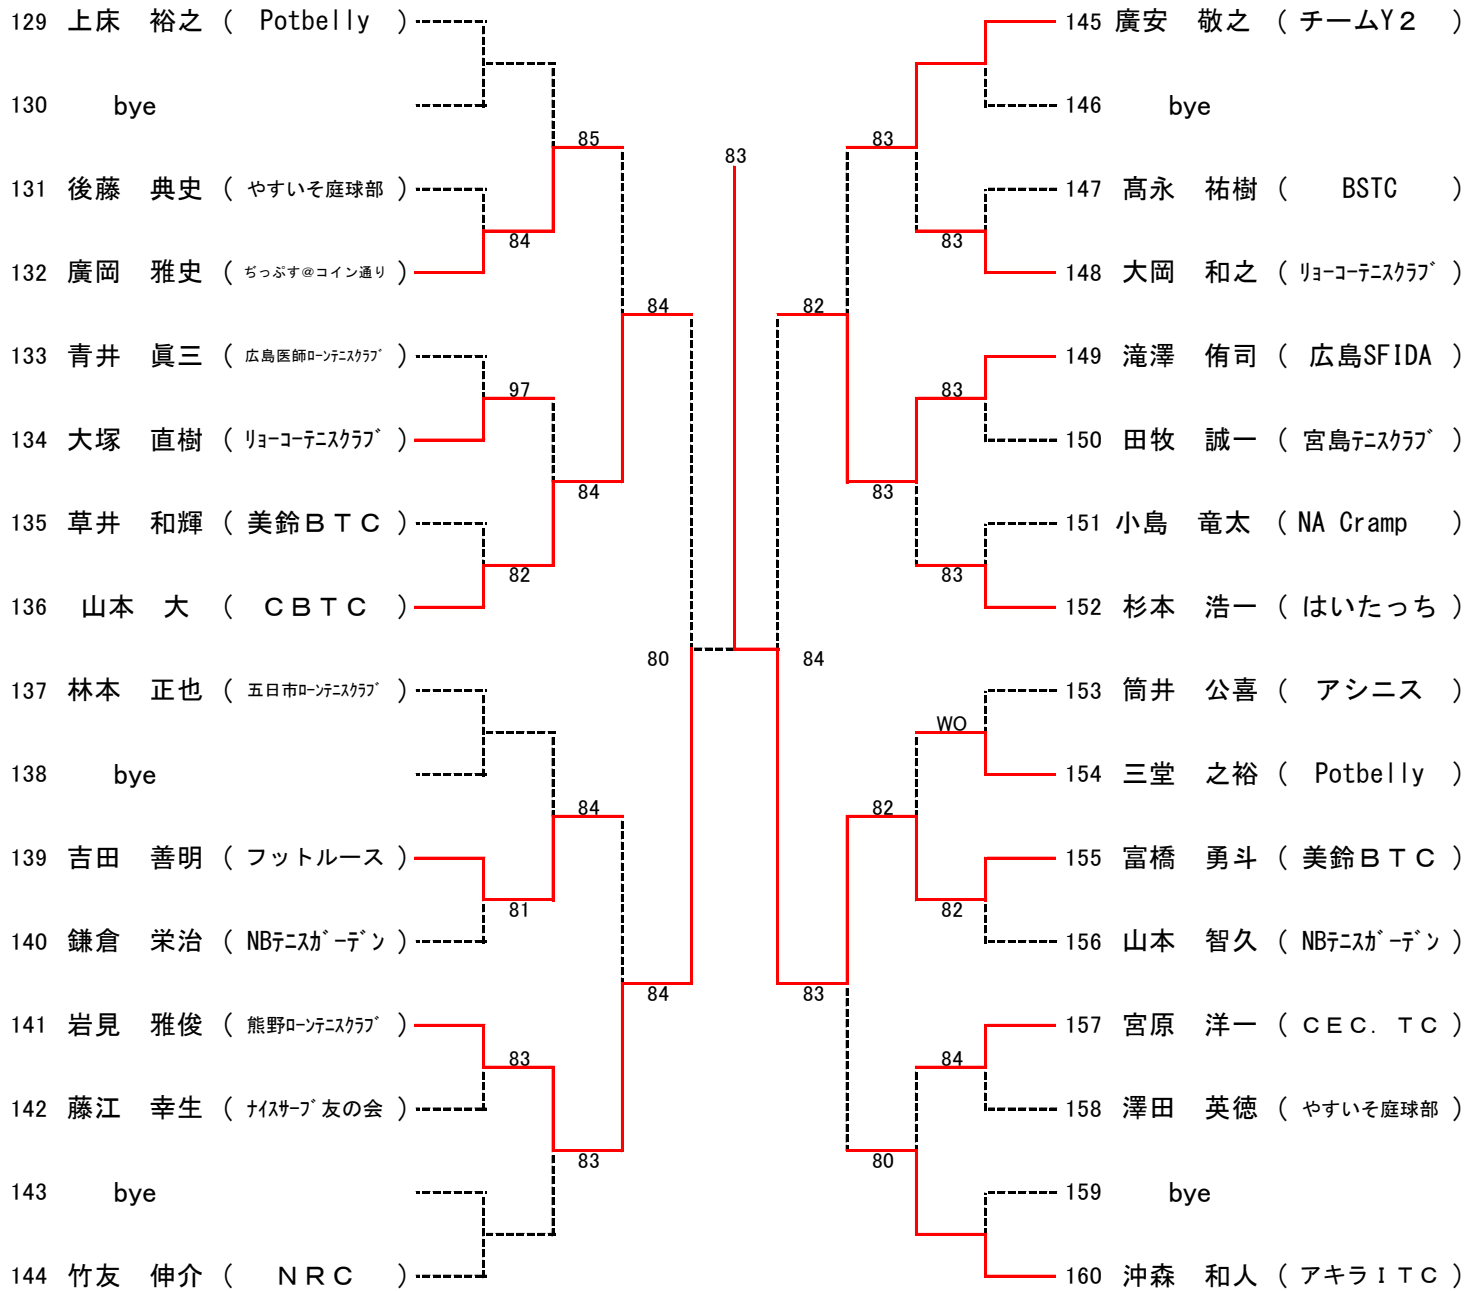 129 上床　裕之 ( Potbelly )
130 bye
85
131 後藤　典史 ( やすいそ庭球部 )
84
132 廣岡　雅史 ( ぢっぷす@コイン通り )
84
133 青井　眞三 ( 広島医師ﾛｰﾝﾃﾆｽｸﾗﾌﾞ )
97
134 大塚　直樹 ( ﾘｮｰｺｰﾃﾆｽｸﾗﾌﾞ )
84
135 草井　和輝 ( 美鈴ＢＴＣ )
82
136 山本　大 ( ＣＢＴＣ )
80
137 林本　正也 ( 五日市ﾛｰﾝﾃﾆｽｸﾗﾌﾞ )
138 bye
84
139 吉田　善明 ( フットルース )
81
140 鎌倉　栄治 ( NBﾃﾆｽｶﾞｰﾃﾞﾝ )
84
141 岩見　雅俊 ( 熊野ﾛｰﾝﾃﾆｽｸﾗﾌﾞ )
83
142 藤江　幸生 ( ﾅｲｽｻｰﾌﾞ友の会 )
83
143 bye
144 竹友　伸介 ( ＮＲＣ )
83
145 廣安　敬之 ( チームY２ )
146 bye
83
147 髙永　祐樹 ( BSTC )
83
148 大岡　和之 ( ﾘｮｰｺｰﾃﾆｽｸﾗﾌﾞ )
82
149 滝澤　侑司 ( 広島SFIDA )
83
150 田牧　誠一 ( 宮島ﾃﾆｽｸﾗﾌﾞ )
83
151 小島　竜太 ( NA Cramp )
83
152 杉本　浩一 ( はいたっち )
84
153 筒井　公喜 ( アシニス )
WO
154 三堂　之裕 ( Potbelly )
82
155 富橋　勇斗 ( 美鈴ＢＴＣ )
82
156 山本　智久 ( NBﾃﾆｽｶﾞｰﾃﾞﾝ )
83
157 宮原　洋一 ( ＣＥＣ．ＴＣ )
84
158 澤田　英徳 ( やすいそ庭球部 )
80
159 bye
160 沖森　和人 ( アキラＩＴＣ )